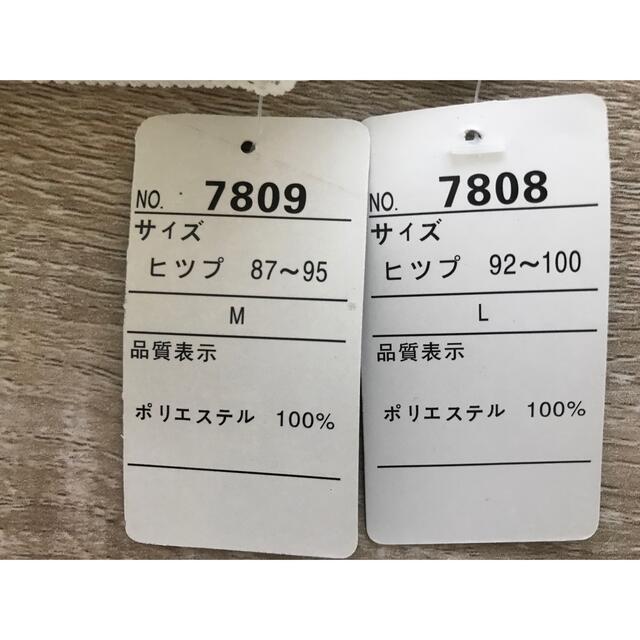 NO. 7809
サイズ
ヒツプ 87～95
M
品質表示
ポリエステル 100%
NO. 7808
サイズ
ヒツプ 92～100
L
品質表示
ポリエステル 100%